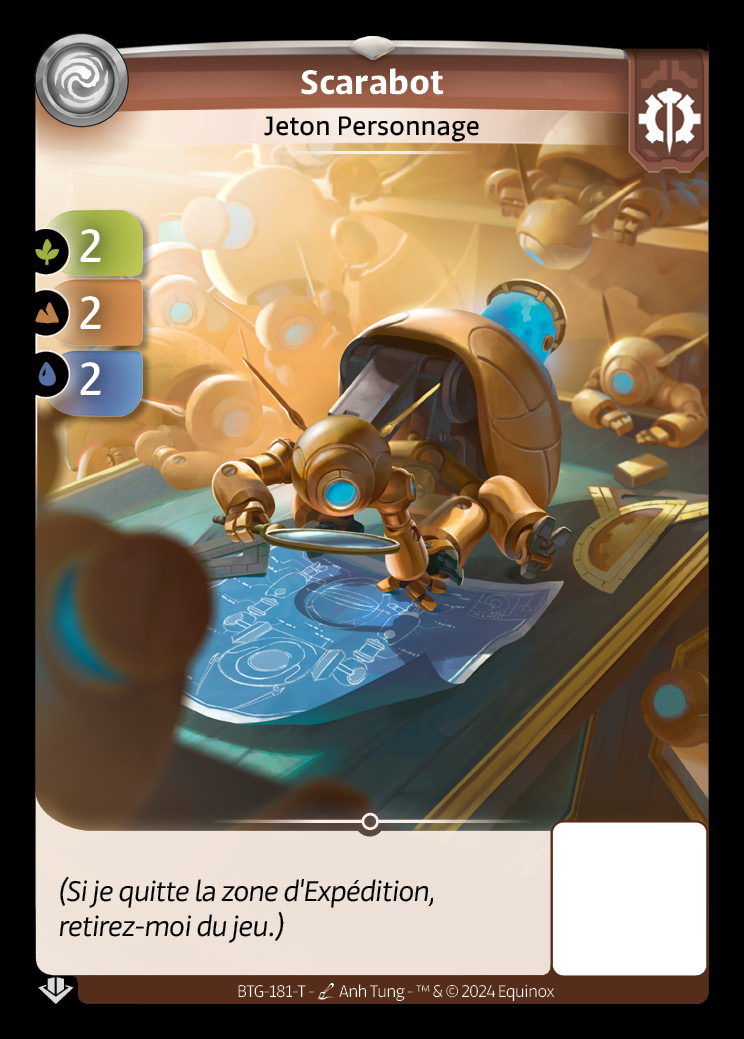 Scarabot
Jeton Personnage
2
2
2
(Si je quitte la zone d'Expédition,
retirez-moi du jeu.)
BTG-181-T - Anh Tung - ™ & © 2024 Equinox